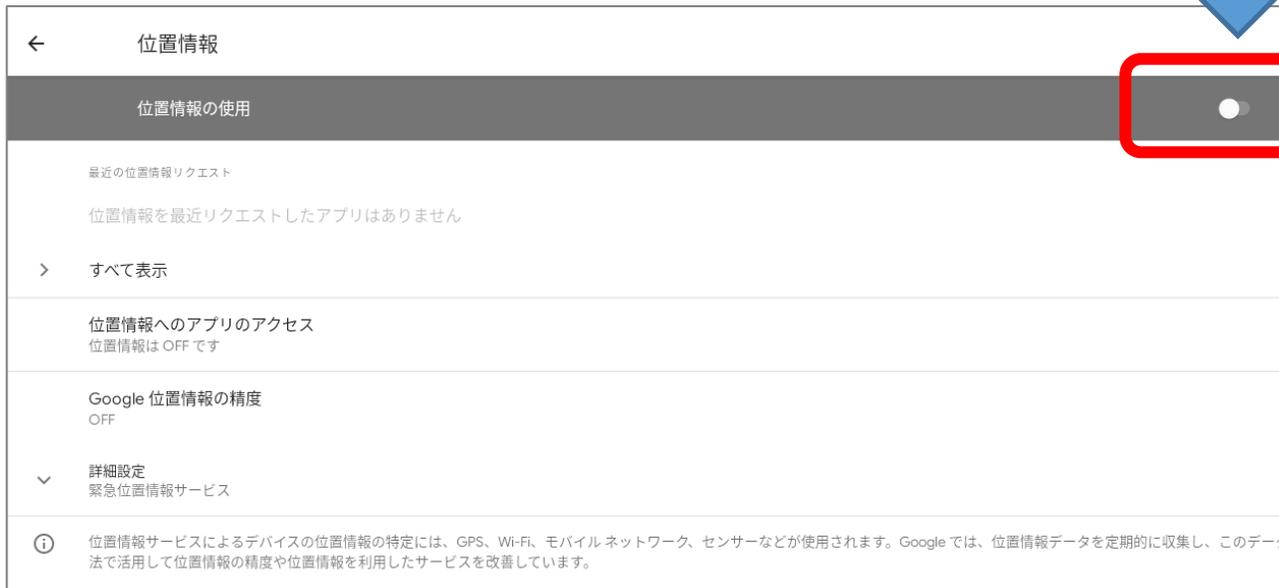 位置情報
位置情報の使用
最近の位置情報リクエスト
位置情報を最近リクエストしたアプリはありません
すべて表示
位置情報へのアプリのアクセス
位置情報は OFF です
Google 位置情報の精度
OFF
詳細設定
緊急位置情報サービス
位置情報サービスによるデバイスの位置情報の特定には、GPS、Wi-Fi、モバイル ネットワーク、センサーなどが使用されます。Google では、位置情報データを定期的に収集し、このデー
法で活用して位置情報の精度や位置情報を利用したサービスを改善しています。